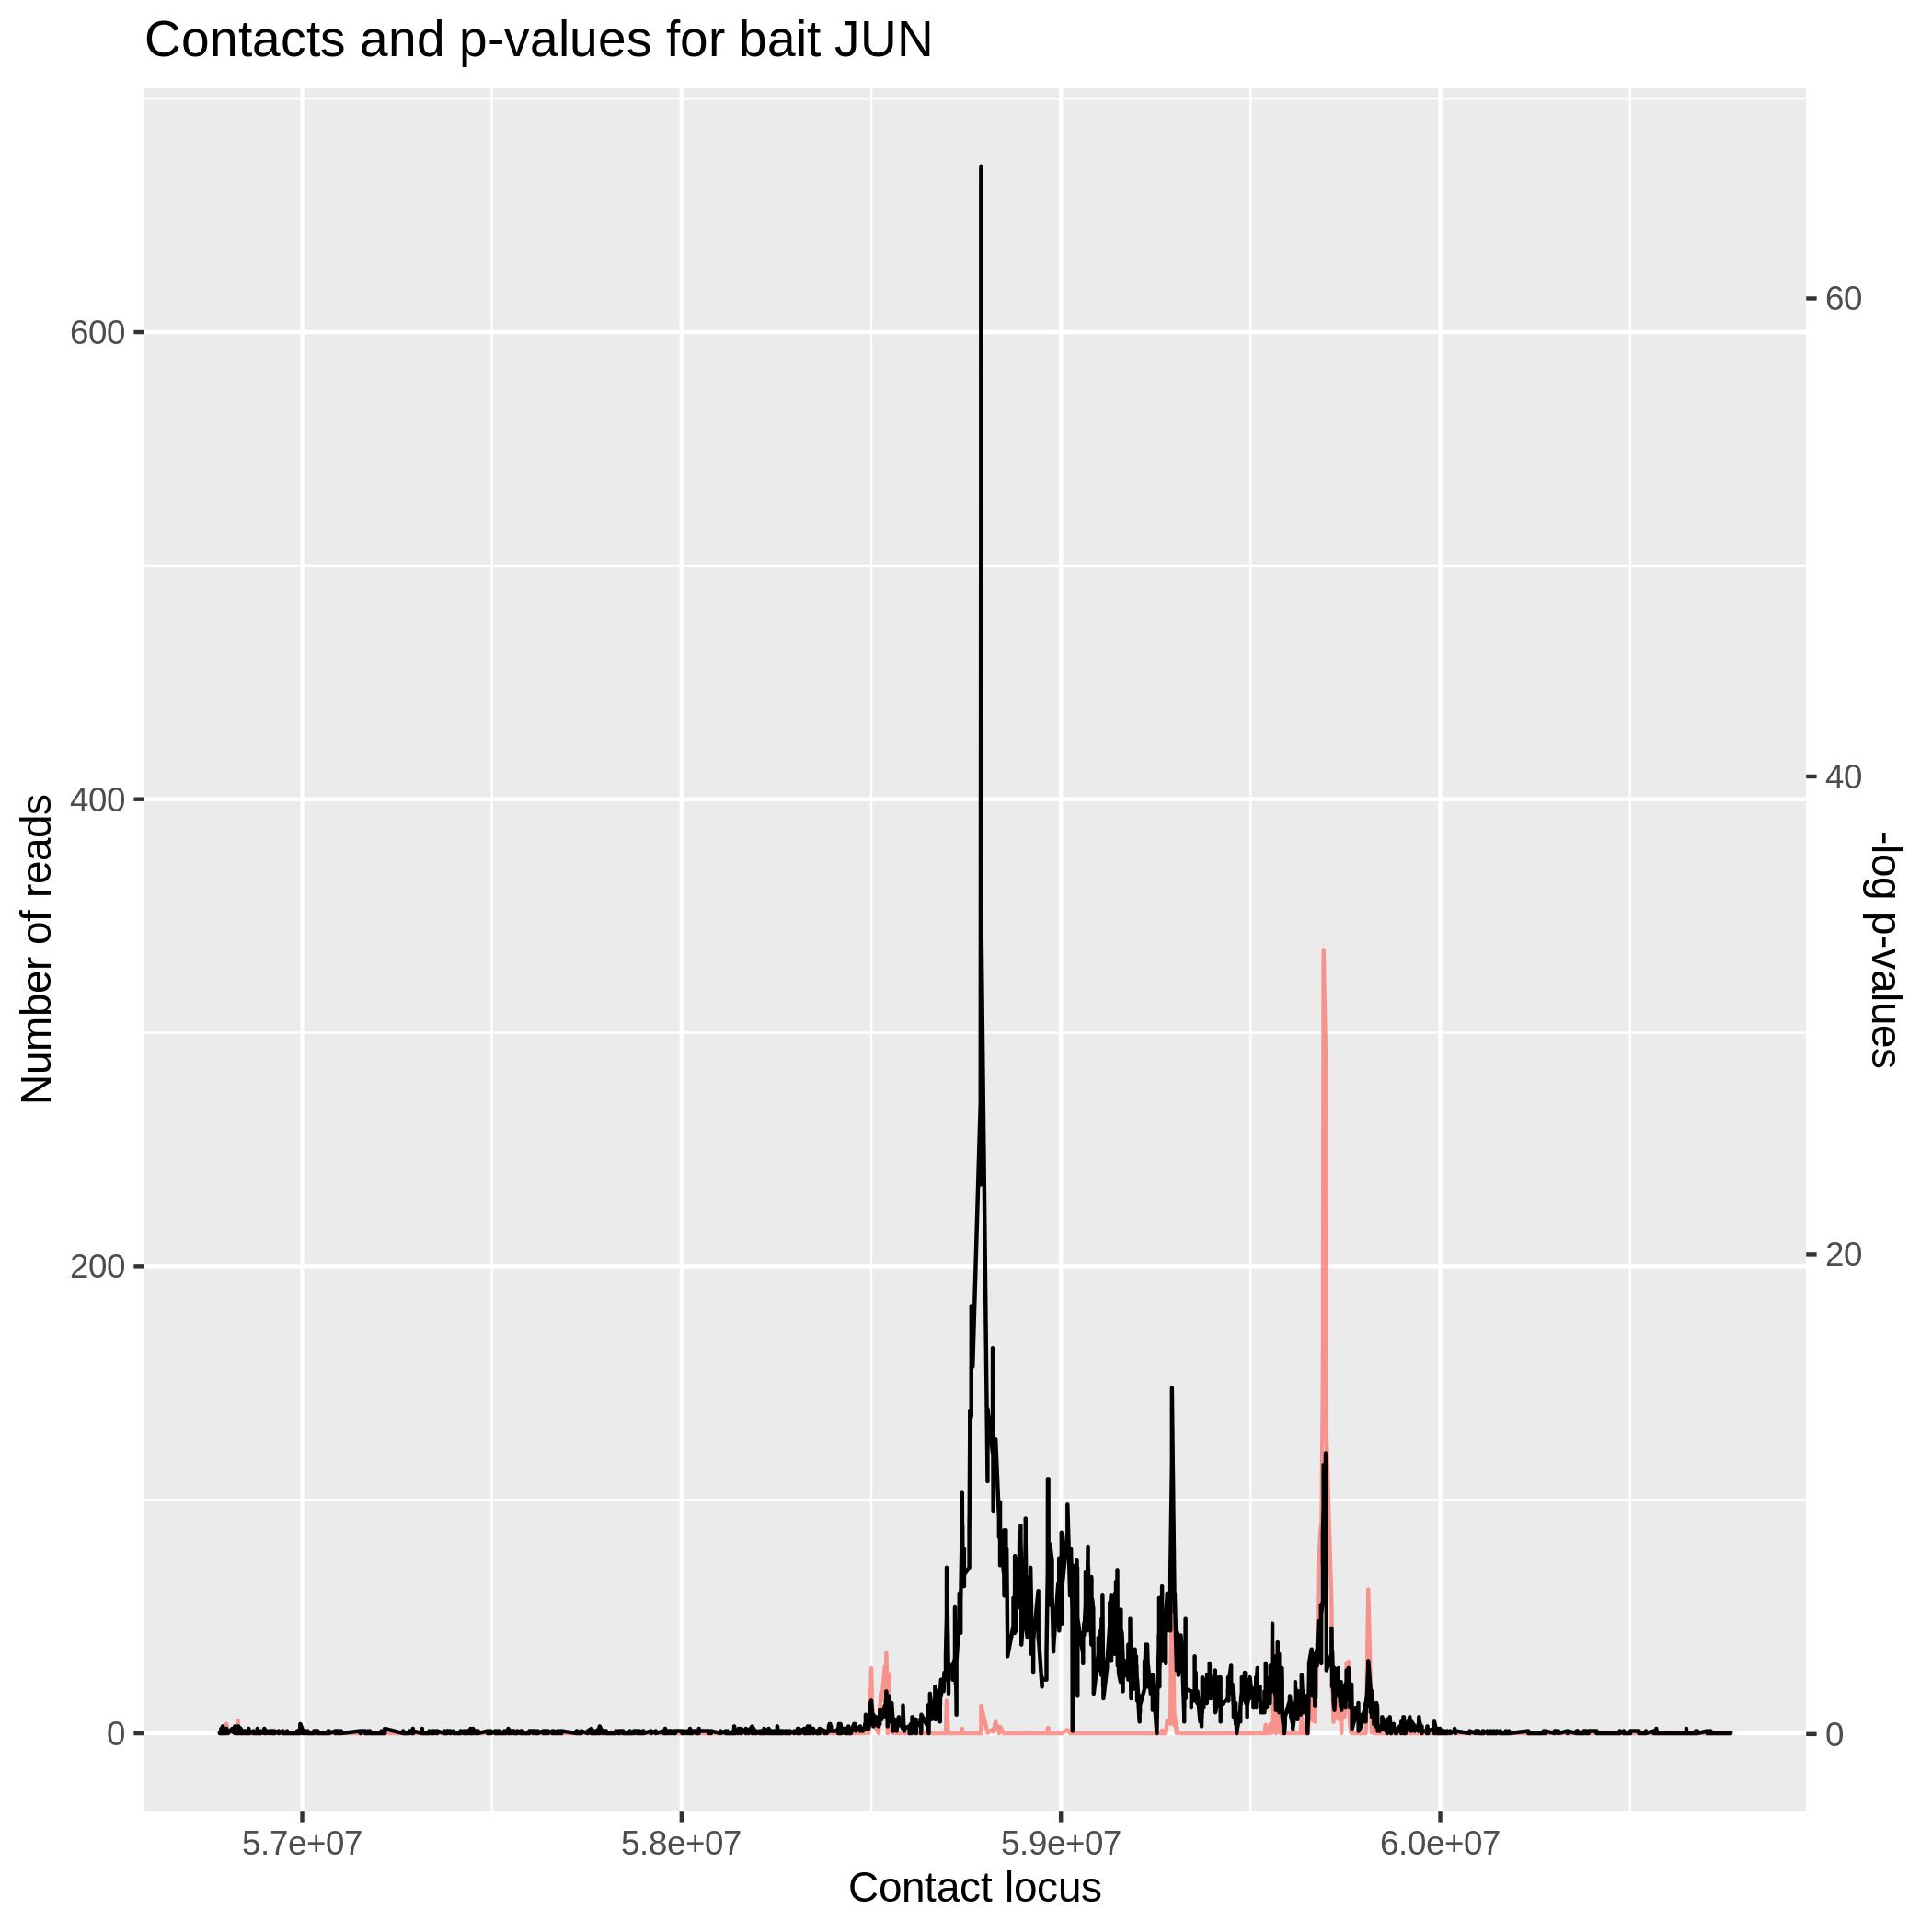 Contacts and p-values for bait JUN
Number of reads
600
400
200
0
60
40
20
0
-log p-values
5.7e+07
5.8e+07
5.9e+07
6.0e+07
Contact locus